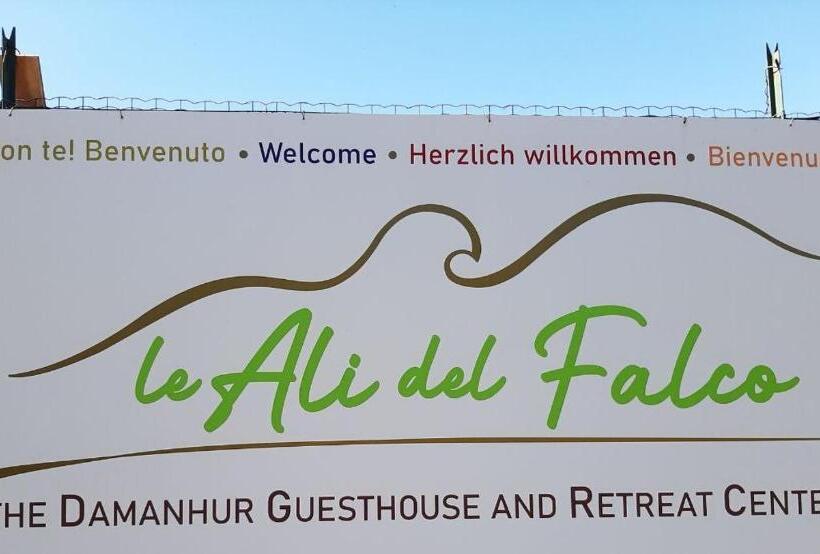 on te! Benvenuto • Welcome • Herzlich willkommen • Bienvenu
le Ali del Falco
THE DAMANHUR GUESTHOUSE AND RETREAT CENTE